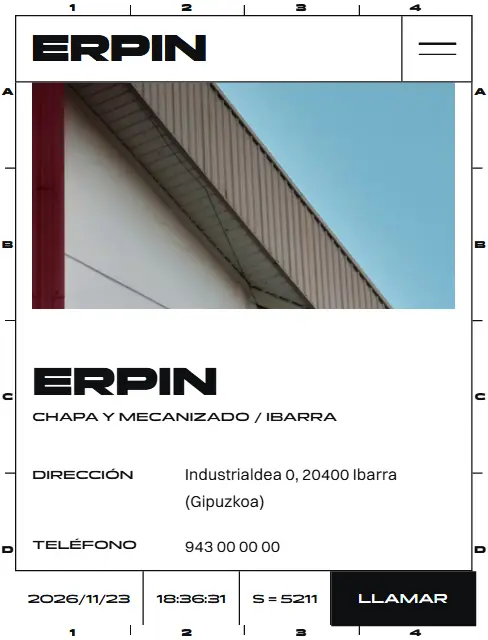 1 2 3 4
ERPIN
A A
B B
ERPIN
C C
CHAPA Y MECANIZADO / IBARRA
DIRECCIÓN Industrialdea 0, 20400 Ibarra
(Gipuzkoa)
TELÉFONO 943 00 00 00
D D
2026/11/23 18:36:31 S = 5211 LLAMAR
1 2 3 4